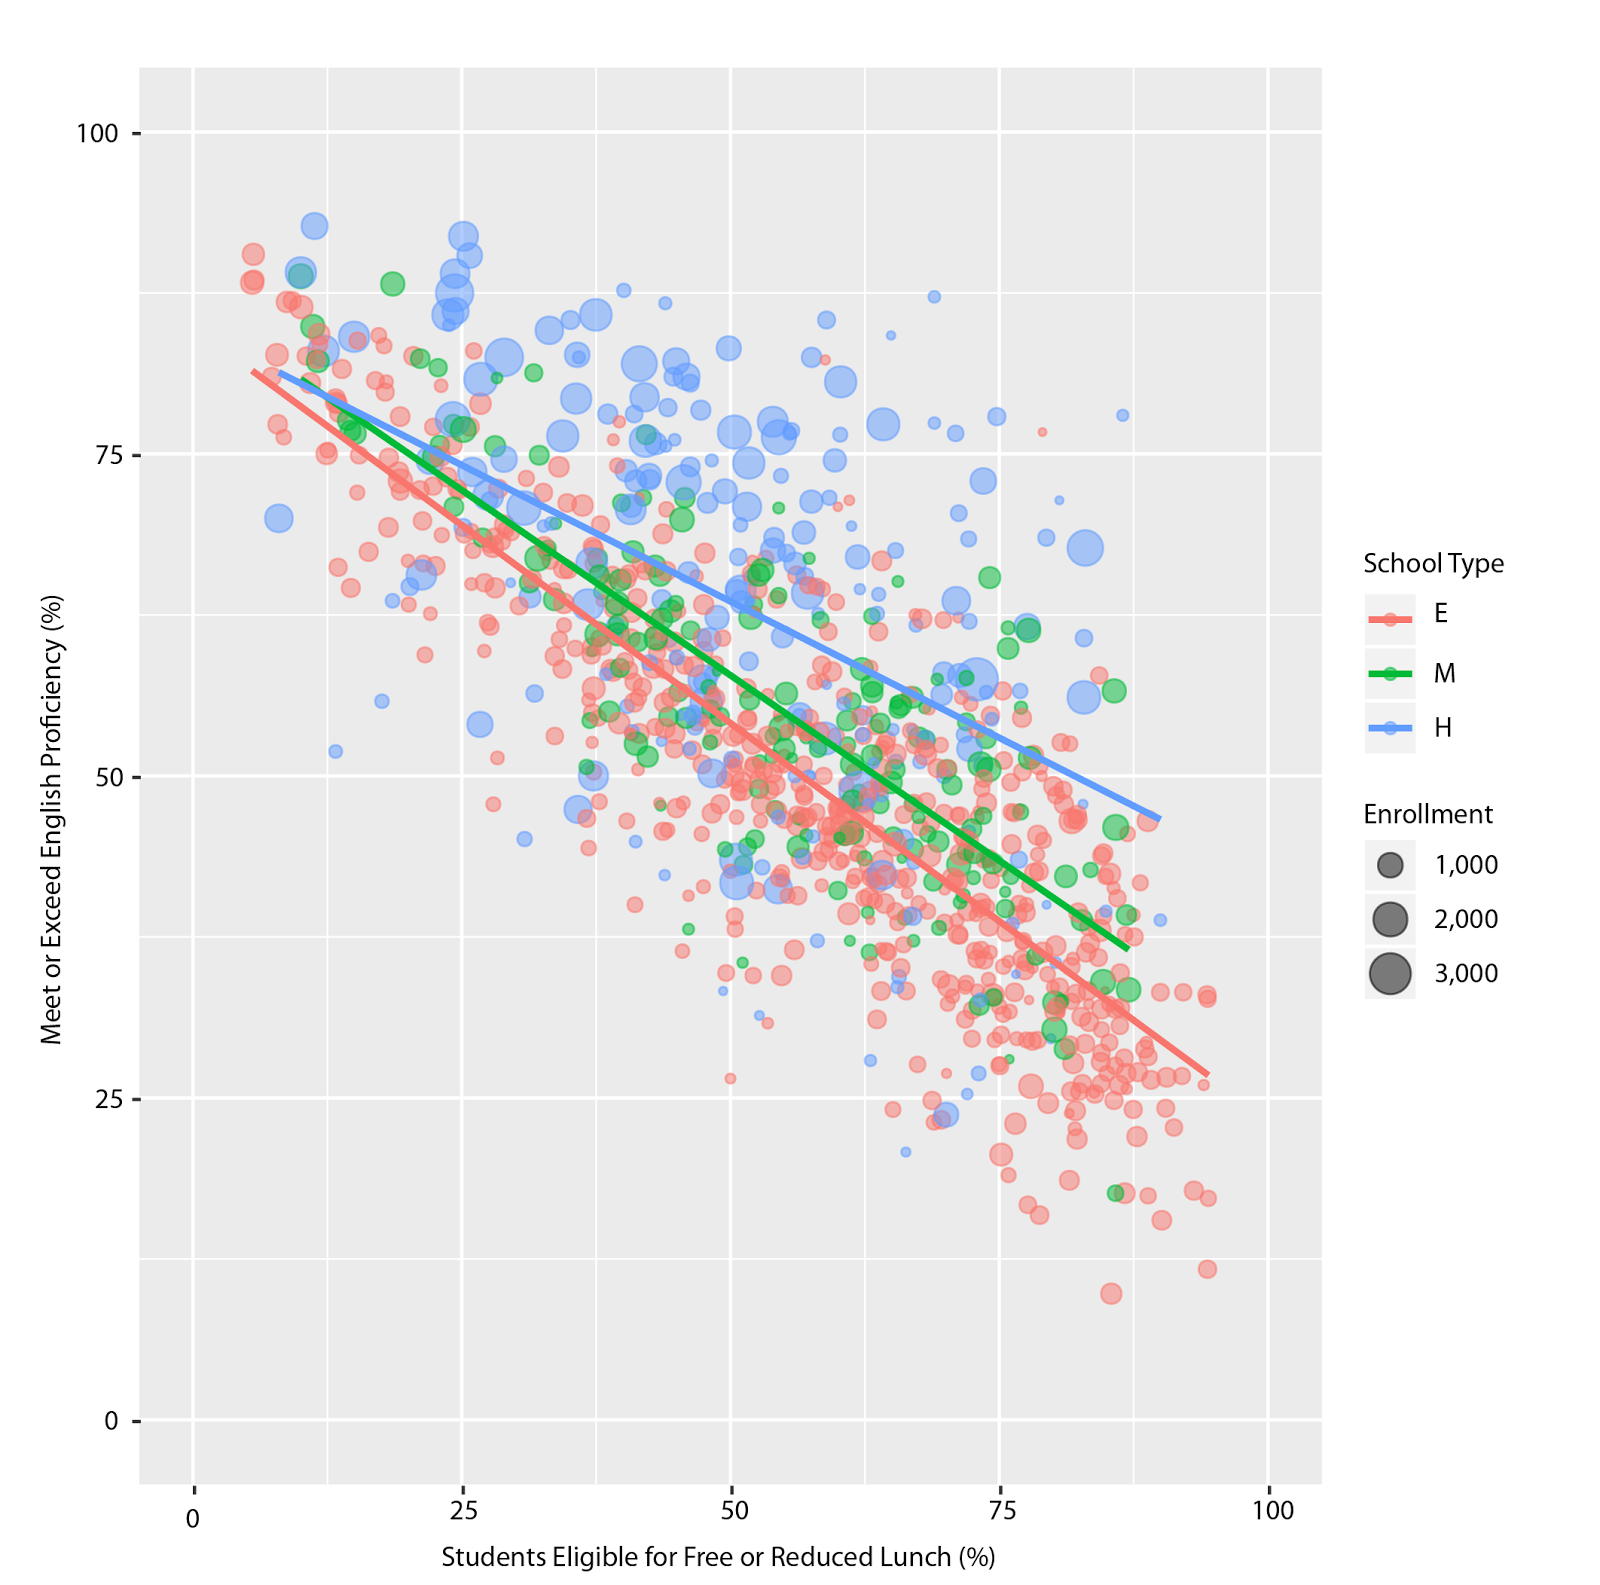 100
75
50
25
0
Meet or Exceed English Proficiency (%)
0 25 50 75 100
Students Eligible for Free or Reduced Lunch (%)
School Type
E
M
H
Enrollment
1,000
2,000
3,000